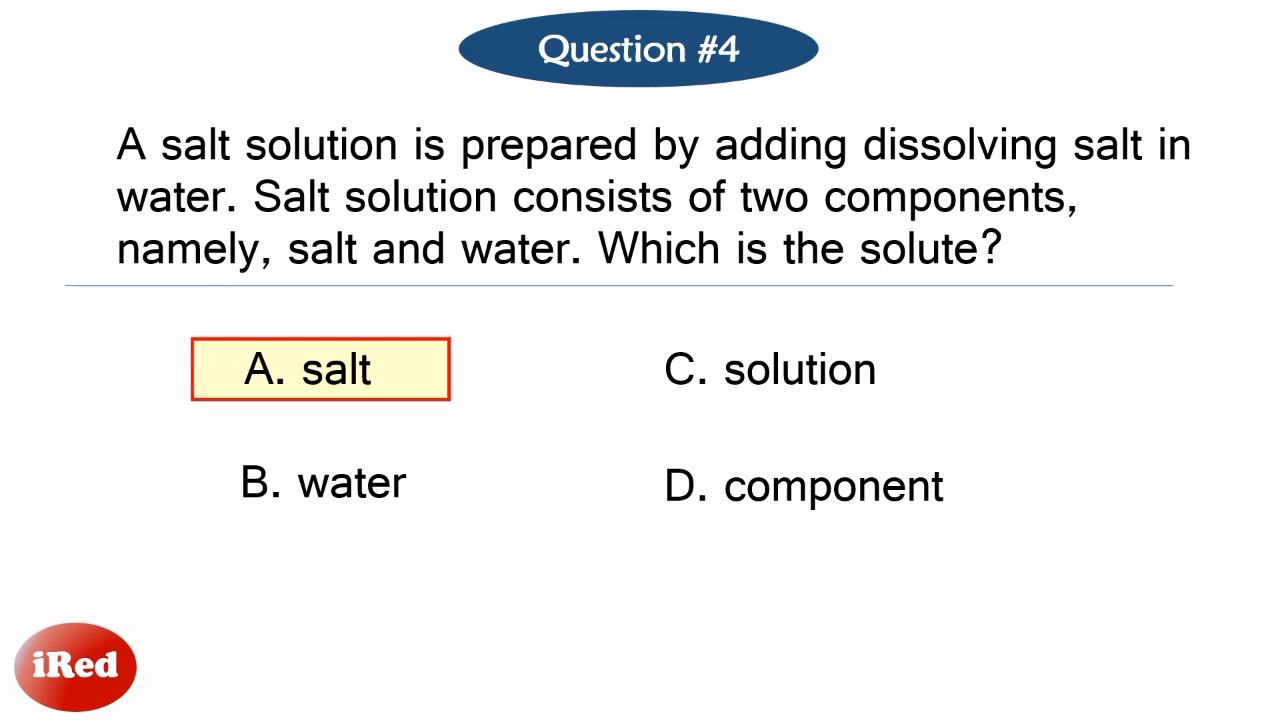 Question #4
A salt solution is prepared by adding dissolving salt in
water. Salt solution consists of two components,
namely, salt and water. Which is the solute?
A. salt
C. solution
B. water
D. component
iRed